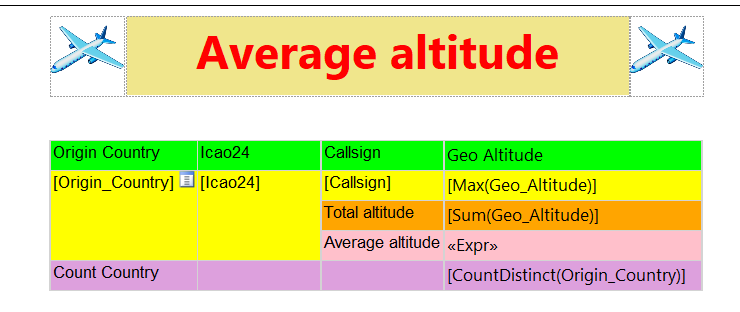 Average altitude
Origin Country Icao24 Callsign Geo Altitude
[Origin_Country] [Icao24] [Callsign] [Max(Geo_Altitude)]
Total altitude [Sum(Geo_Altitude)]
Average altitude «Expr»
Count Country [CountDistinct(Origin_Country)]